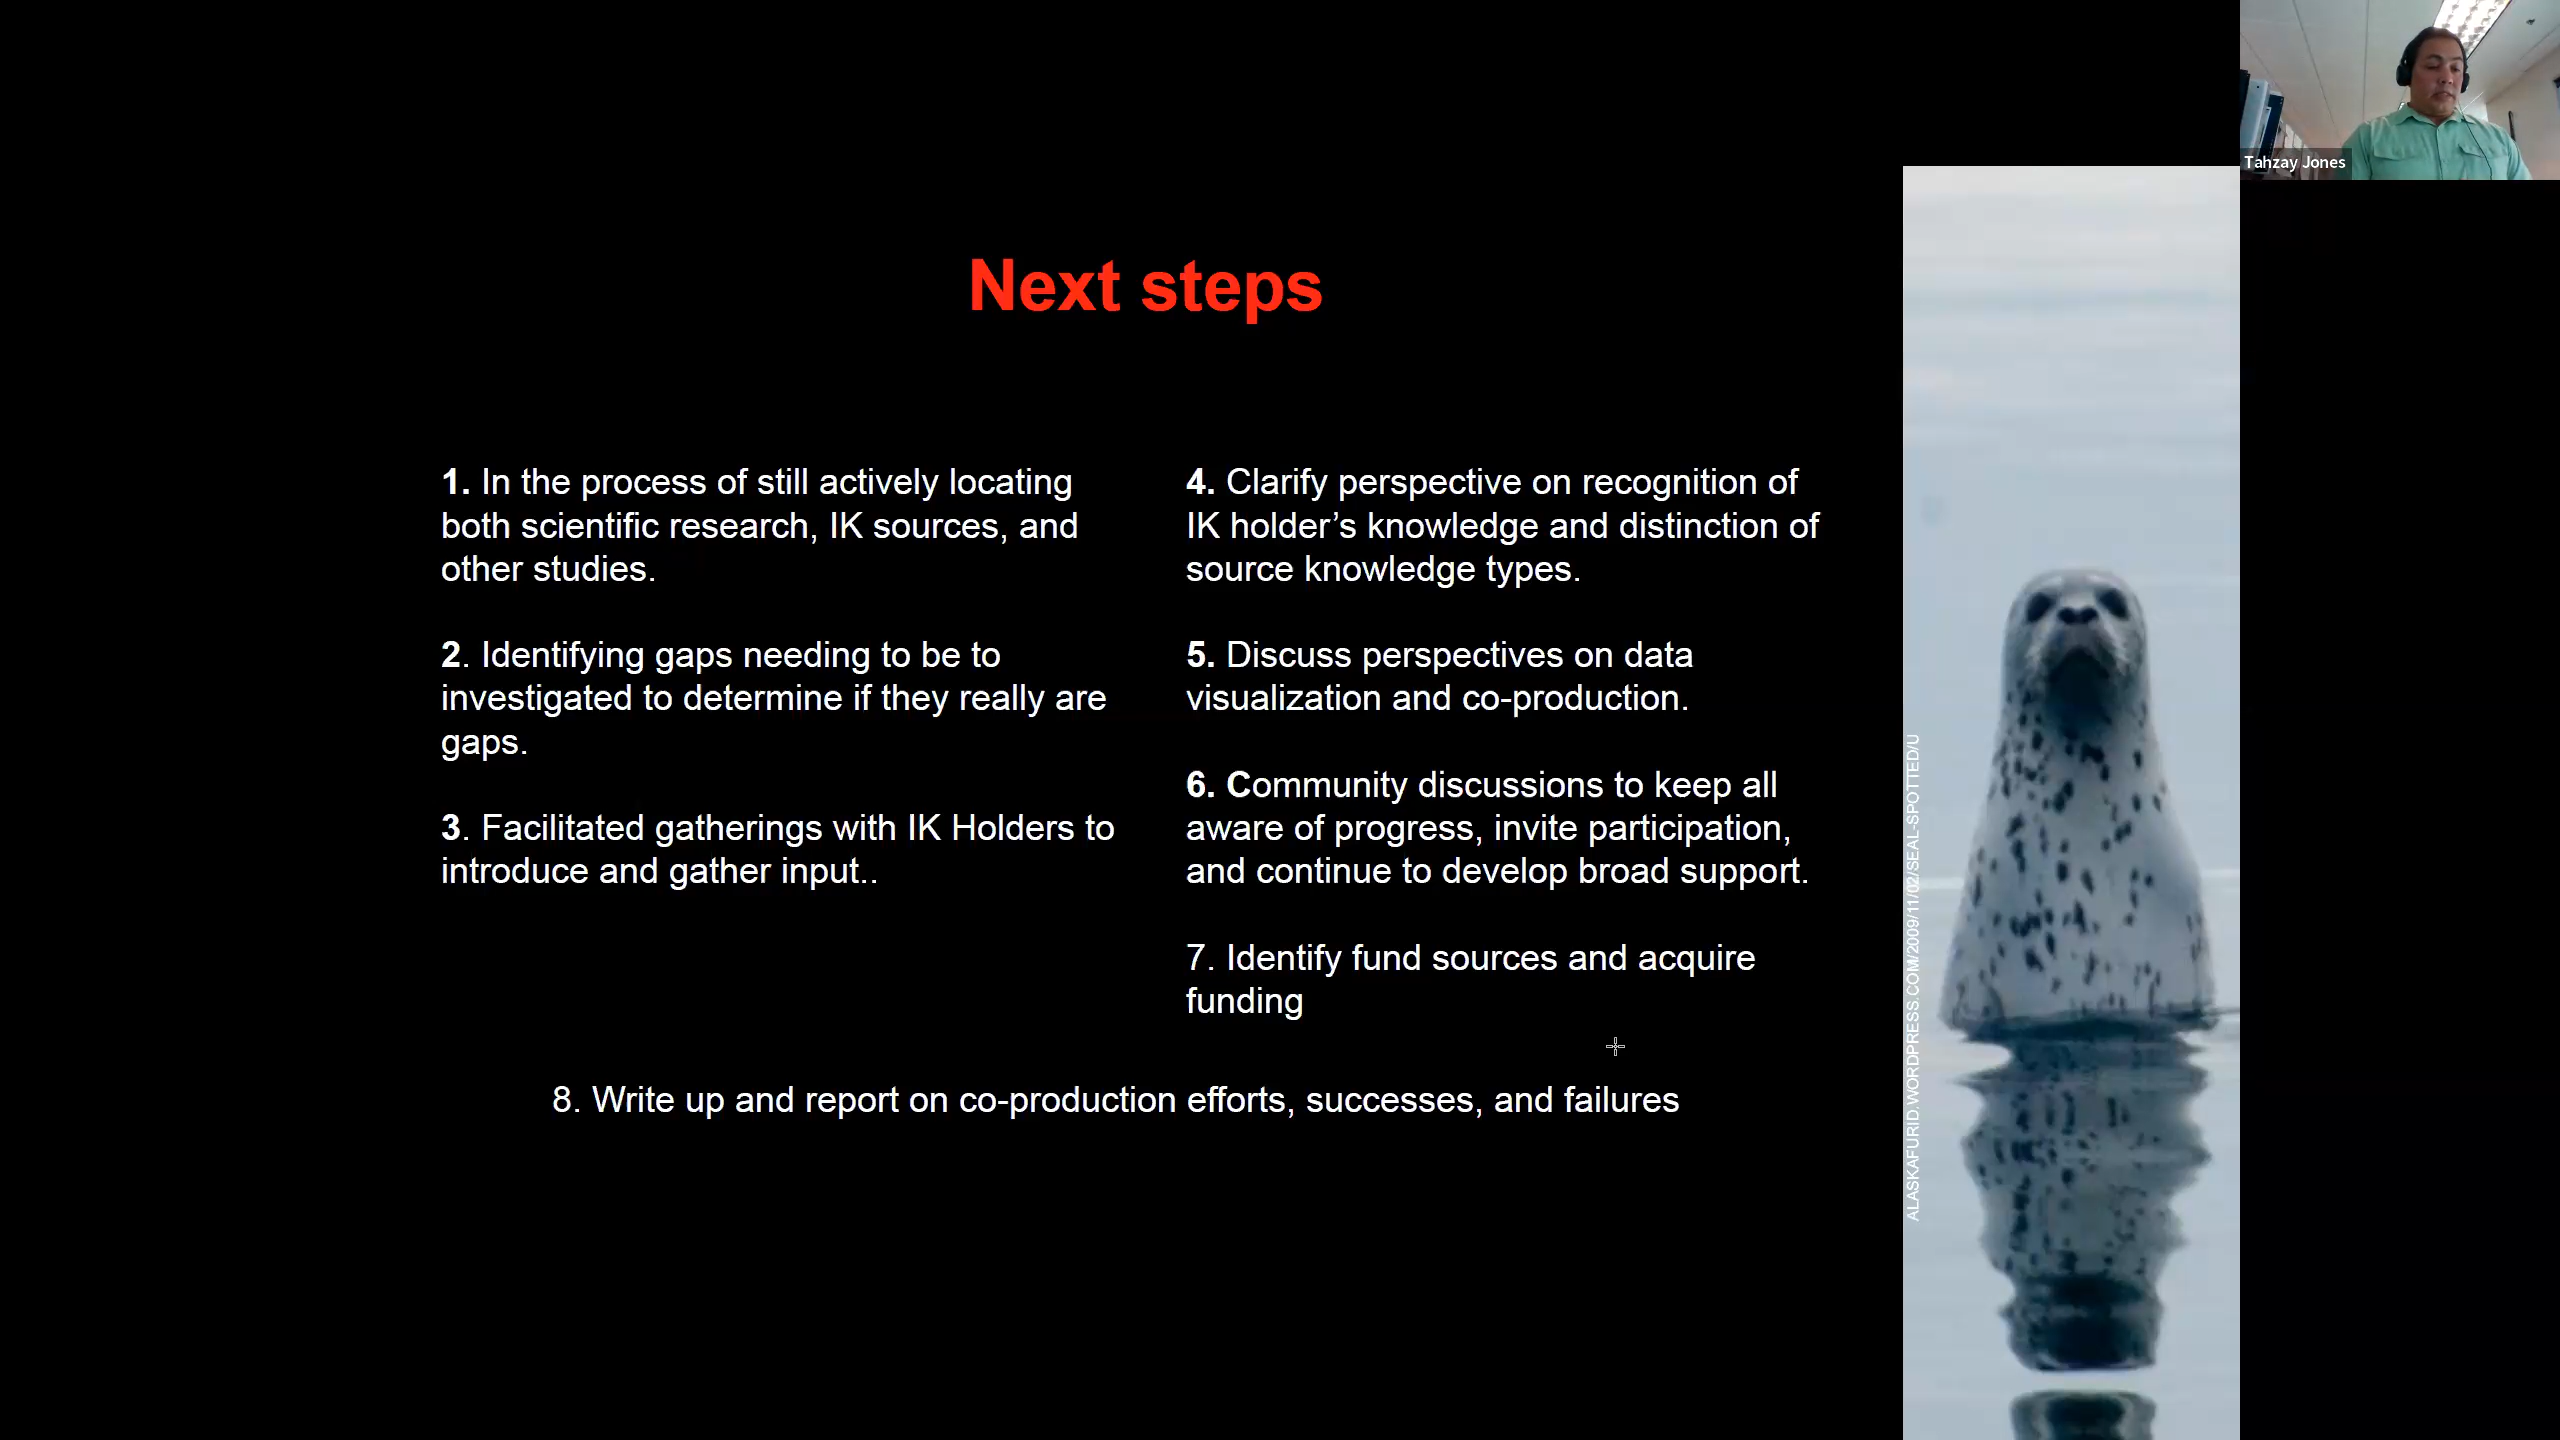 Tahzay Jones
Next steps
1. In the process of still actively locating
both scientific research, IK sources, and
other studies.
2. Identifying gaps needing to be to
investigated to determine if they really are
gaps.
3. Facilitated gatherings with IK Holders to
introduce and gather input..
4. Clarify perspective on recognition of
IK holder’s knowledge and distinction of
source knowledge types.
5. Discuss perspectives on data
visualization and co-production.
6. Community discussions to keep all
aware of progress, invite participation,
and continue to develop broad support.
7. Identify fund sources and acquire
funding
8. Write up and report on co-production efforts, successes, and failures
ALASKAFURID.WORDPRESS.COM/2009/11/02/SEAL-SPOTTED/U